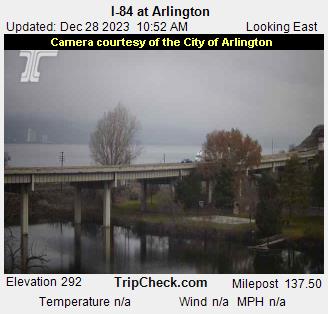 I-84 at Arlington
Updated: Dec 28 2023 10:52 AM Looking East
Camera courtesy of the City of Arlington
Elevation 292 TripCheck.com Milepost 137.50
Temperature n/a Wind n/a MPH n/a